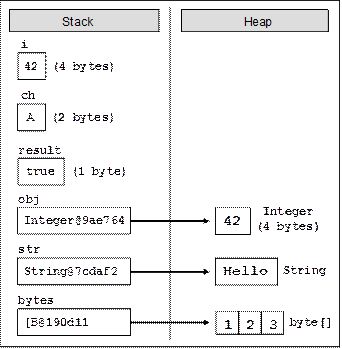 Stack Heap
i
42 (4 bytes)
ch
A (2 bytes)
result
true (1 byte)
obj
Integer@9ae764 42 Integer
(4 bytes)
str
String@7cdaf2 Hello String
bytes
[B@190d11 1 2 3 byte[]